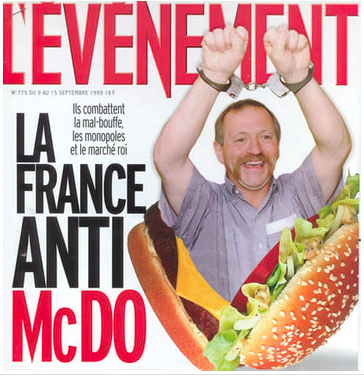 L'ÉVÉNEMENT
N° 775 DU 9 AU 15 SEPTEMBRE 1999 18 F
Ils combattent
la mal-bouffe,
les monopoles
et le marché roi
LA
FRANCE
ANTI
McDO